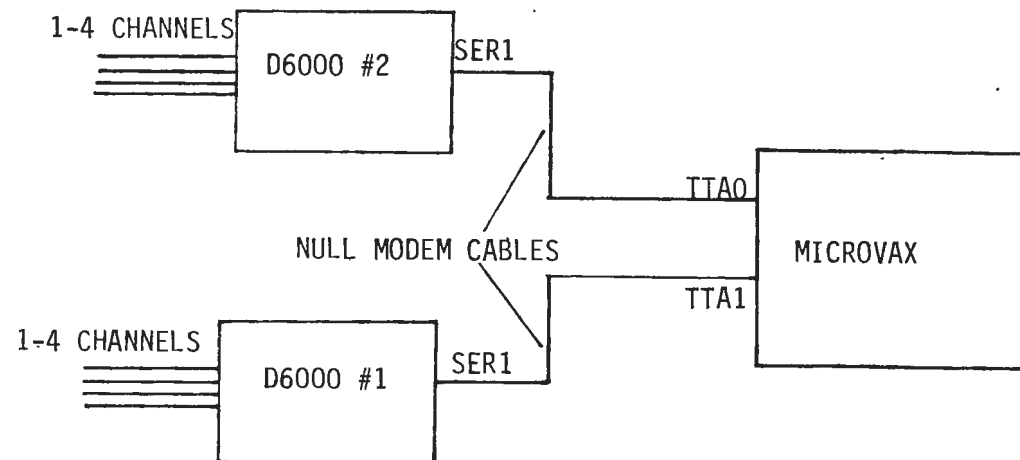 1-4 CHANNELS
D6000 #2
SER1
TTA0
NULL MODEM CABLES
MICROVAX
TTA1
1-4 CHANNELS
D6000 #1
SER1